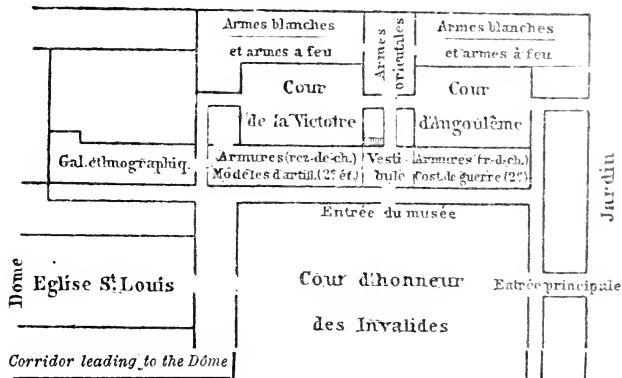 Armes blanches
et armes a feu
Armes
orientales
Armes blanches
et armes à feu
Cour
de la Victoire
Cour
d'Angoulême
Gal. ethnographiq.
Armures (rez-de-ch.)
Modèles d'artill. (2e ét.)
Vesti
bule
Armures (r.-d.-ch.)
Cost. de guerre (2e)
Entrée du musée
Jardin
Dôme
Eglise St. Louis
Cour d'honneur
des Invalides
Entrée principale
Corridor leading to the Dôme